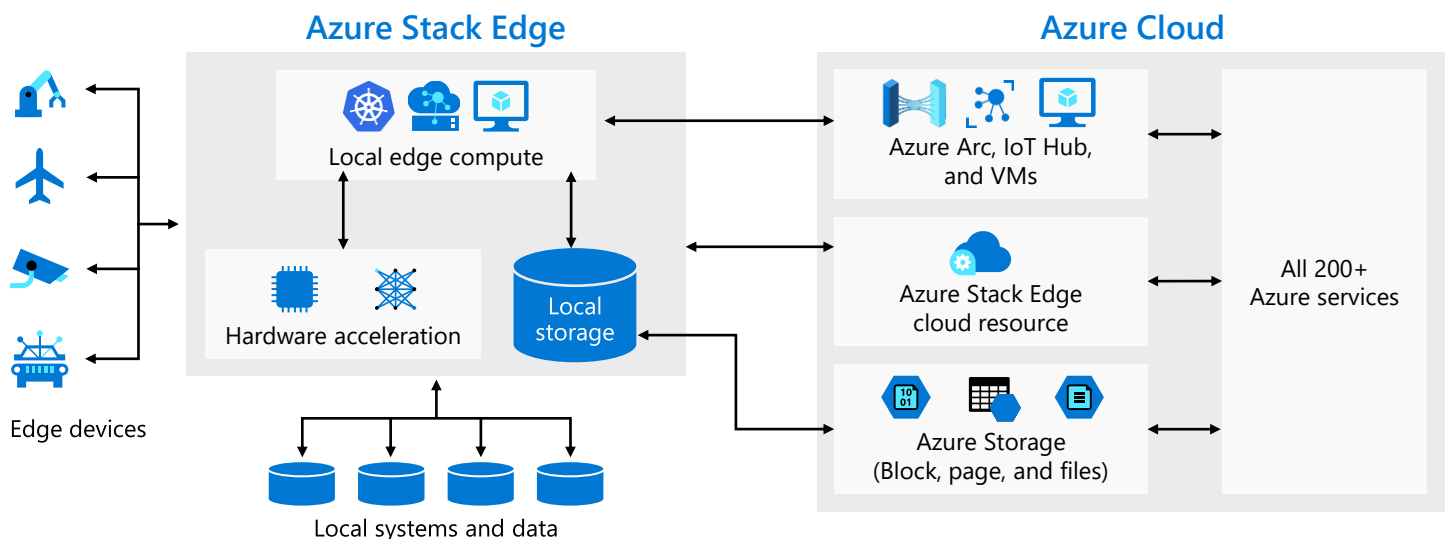 Azure Stack Edge
Azure Cloud
Local edge compute
Hardware acceleration
Local
storage
Edge devices
Local systems and data
Azure Arc, IoT Hub,
and VMs
Azure Stack Edge
cloud resource
10
01
Azure Storage
(Block, page, and files)
All 200+
Azure services